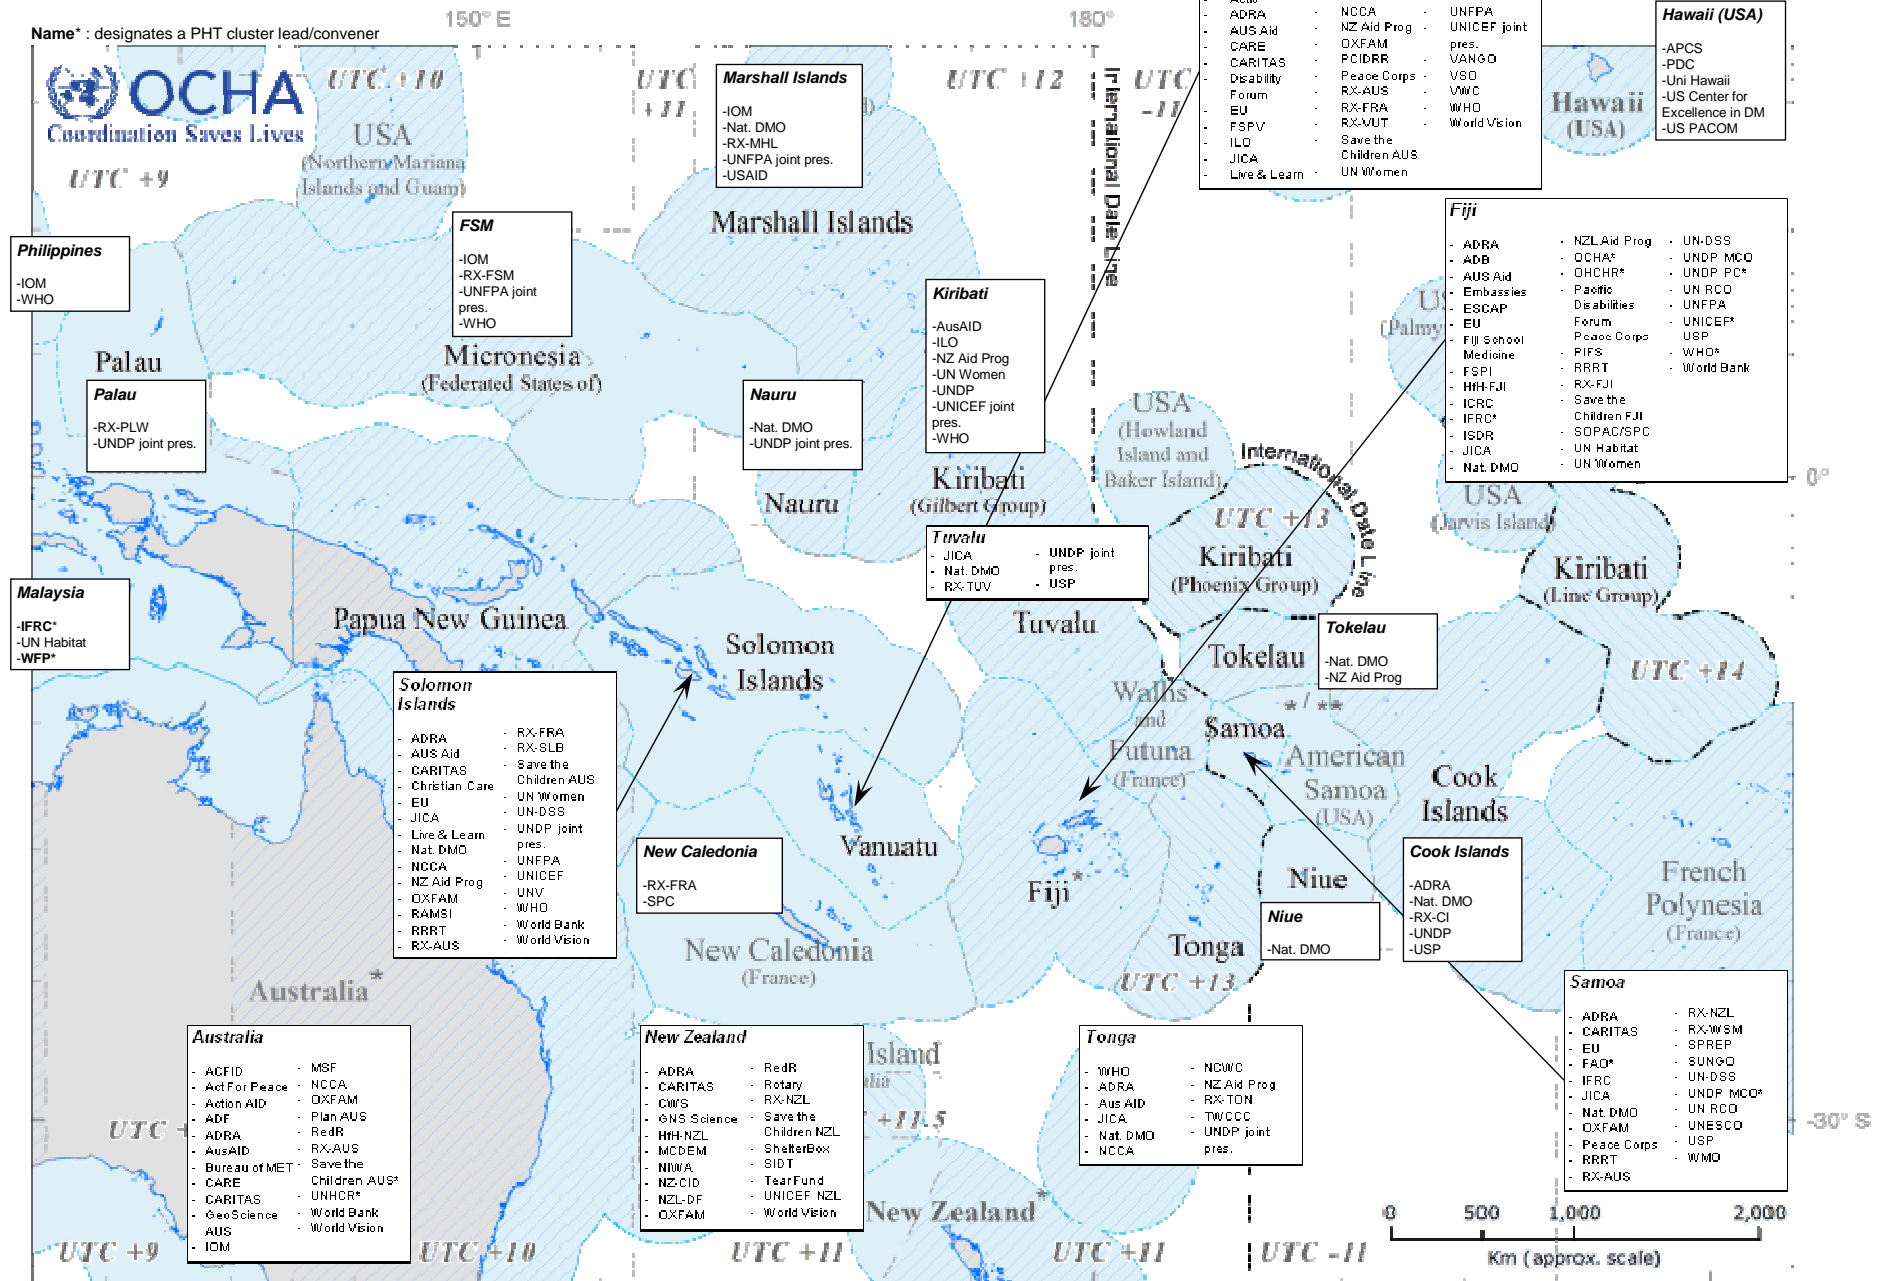 150° E
180°
Name* : designates a PHT cluster lead/convener
OCHA
Coordination Saves Lives
UTC +9
UTC +10
USA
(Northern Mariana
Islands and Guam)
UTC
+11
Marshall Islands
-IOM
-Nat. DMO
-RX-MHL
-UNFPA joint pres.
-USAID
Marshall Islands
UTC +12
International Date Line
UTC
-11
- ADRA
- AUS Aid
- CARE
- CARITAS
- Disability
Forum
- EU
- FSPV
- ILO
- JICA
- Live & Learn
- NCCA
- NZ Aid Prog
- OXFAM
- PCIDRR
- Peace Corps
- RX-AUS
- RX-FRA
- RX-VUT
- Save the
Children AUS
- UN Women
- UNFPA
- UNICEF joint
pres.
- VANGO
- VSO
- VWC
- WHO
- World Vision
Hawaii
(USA)
Hawaii (USA)
-APCS
-PDC
-Uni Hawaii
-US Center for
Excellence in DM
-US PACOM
Philippines
-IOM
-WHO
Palau
Palau
-RX-PLW
-UNDP joint pres.
FSM
-IOM
-RX-FSM
-UNFPA joint
pres.
-WHO
Micronesia
(Federated States of)
Nauru
-Nat. DMO
-UNDP joint pres.
Nauru
Kiribati
-AusAID
-ILO
-NZ Aid Prog
-UN Women
-UNDP
-UNICEF joint
pres.
-WHO
Kiribati
(Gilbert Group)
USA
(Howland
Island and
Baker Island)
International Date Line
UTC +13
Kiribati
(Phoenix Group)
Fiji
- ADRA
- ADB
- AUS Aid
- Embassies
- ESCAP
- EU
- Fiji School
Medicine
- FSPI
- HfH-FJI
- ICRC
- IFRC*
- ISDR
- JICA
- Nat. DMO
- NZL Aid Prog
- OCHA*
- OHCHR*
- Pacific
Disabilities
Forum
Peace Corps
- PIFS
- RRRT
- RX-FJI
- Save the
Children FJI
- SOPAC/SPC
- UN Habitat
- UN Women
- UN-DSS
- UNDP MCO
- UNDP PC*
- UN RCO
- UNFPA
- UNICEF*
USP
- WHO*
- World Bank
0°
USA
(Jarvis Island)
Kiribati
(Line Group)
UTC +14
Tuvalu
- JICA
- Nat. DMO
- RX-TUV
- UNDP joint
pres.
- USP
Tuvalu
Malaysia
-IFRC*
-UN Habitat
-WFP*
Papua New Guinea
Solomon
Islands
Tokelau
Tokelau
-Nat. DMO
-NZ Aid Prog
Solomon
Islands
- ADRA
- AUS Aid
- CARITAS
- Christian Care
- EU
- JICA
- Live & Learn
- Nat. DMO
- NCCA
- NZ Aid Prog
- OXFAM
- RAMSI
- RRRT
- RX-AUS
- RX-FRA
- RX-SLB
- Save the
Children AUS
- UN Women
- UN-DSS
- UNDP joint
pres.
- UNFPA
- UNICEF
- UNV
- WHO
- World Bank
- World Vision
Wallis
and
Futuna
(France)
Samoa
* / **
American
Samoa
(USA)
Cook
Islands
Vanuatu
Fiji*
New Caledonia
-RX-FRA
-SPC
New Caledonia
(France)
Niue
Niue
-Nat. DMO
Cook Islands
-ADRA
-Nat. DMO
-RX-CI
-UNDP
-USP
French
Polynesia
(France)
Tonga
UTC +13
Australia*
Australia
- ACFID
- Act For Peace
- Action AID
- ADF
- ADRA
- AusAID
- Bureau of MET
- CARE
- CARITAS
- GeoScience
AUS
- IOM
- MSF
- NCCA
- OXFAM
- Plan AUS
- RedR
- RX-AUS
- Save the
Children AUS*
- UNHCR*
- World Bank
- World Vision
New Zealand
- ADRA
- CARITAS
- CWS
- GNS Science
- HfH-NZL
- MCDEM
- NIWA
- NZ-CID
- NZL-DF
- OXFAM
- RedR
- Rotary
- RX-NZL
- Save the
Children NZL
- ShelterBox
- SIDT
- TearFund
- UNICEF NZL
- World Vision
Island
+11.5
New Zealand*
Tonga
- WHO
- ADRA
- Aus AID
- JICA
- Nat. DMO
- NCCA
- NCWC
- NZ Aid Prog
- RX-TON
- TWCCC
- UNDP joint
pres.
Samoa
- ADRA
- CARITAS
- EU
- FAO*
- IFRC
- JICA
- Nat. DMO
- OXFAM
- Peace Corps
- RRRT
- RX-AUS
- RX-NZL
- RX-WSM
- SPREP
- SUNGO
- UN-DSS
- UNDP MCO*
- UN RCO
- UNESCO
- USP
- WMO
-30° S
UTC
UTC +9
UTC +10
UTC +11
UTC +11
UTC -11
0 500 1,000 2,000
Km (approx. scale)